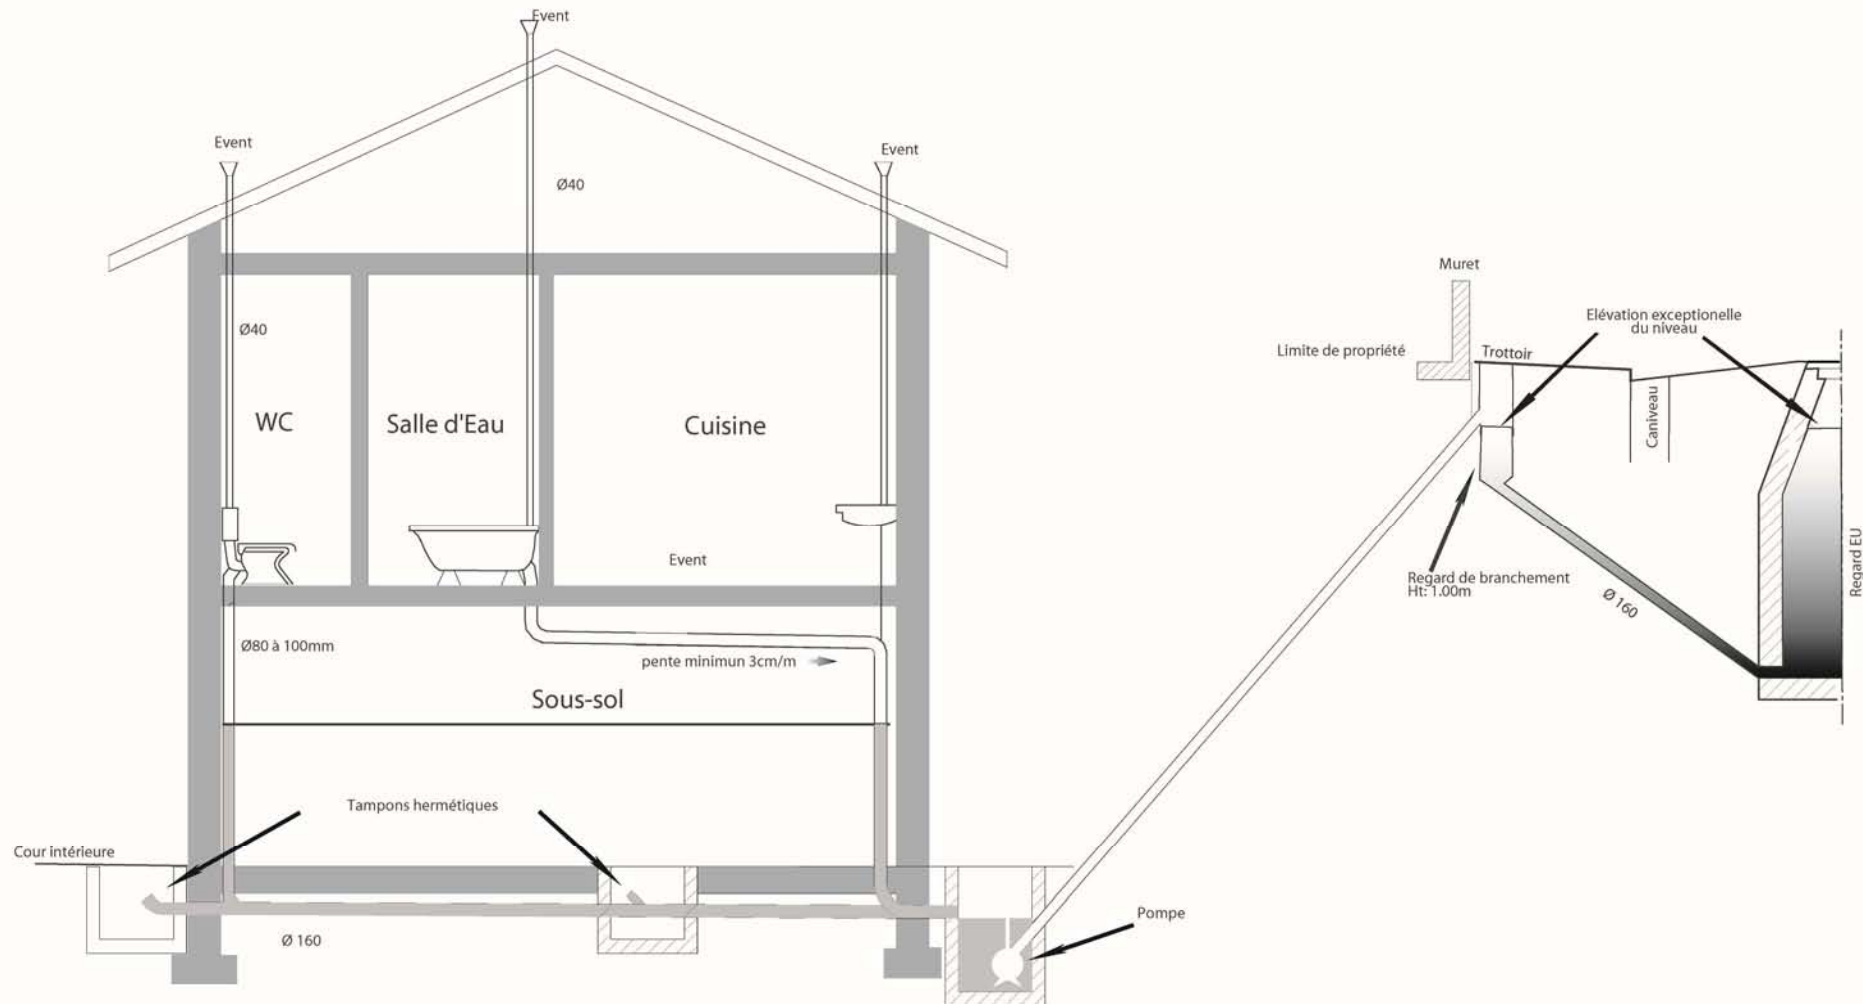 Event
Event
Event
Ø40
Muret
Elévation exceptionelle
du niveau
Ø40
Limite de propriété
Trottoir
WC
Salle d'Eau
Cuisine
Caniveau
Event
Regard EU
Regard de branchement
Ht: 1.00m
Ø 160
Ø80 à 100mm
pente minimun 3cm/m
Sous-sol
Tampons hermétiques
Cour intérieure
Pompe
Ø 160